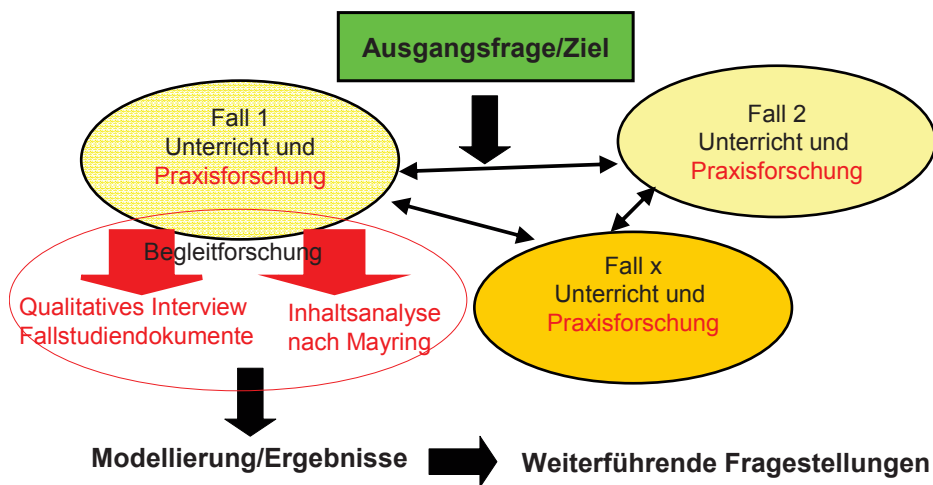 Ausgangsfrage/Ziel
Fall 1
Unterricht und
Praxisforschung
Fall 2
Unterricht und
Praxisforschung
Fall x
Unterricht und
Praxisforschung
Begleitforschung
Qualitatives Interview
Fallstudiendokumente
Inhaltsanalyse
nach Mayring
Modellierung/Ergebnisse
Weiterführende Fragestellungen